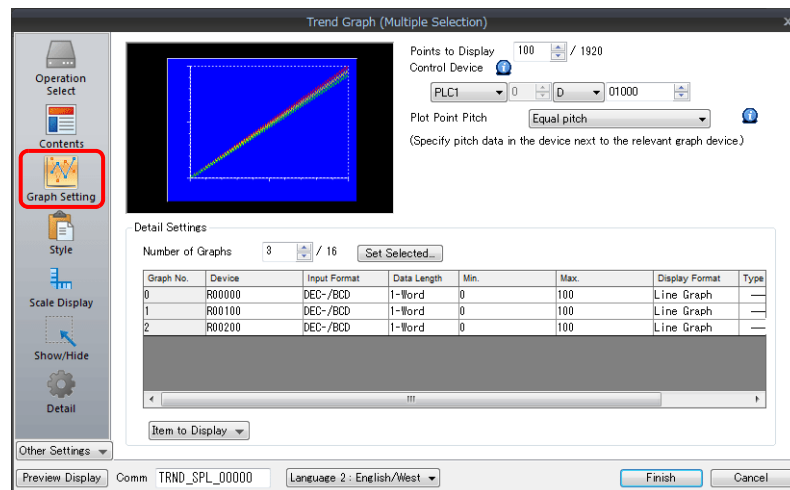 Trend Graph (Multiple Selection)
Operation
Select
Contents
Graph Setting
Style
Scale Display
Show/Hide
Detail
Other Settings
Points to Display 100 / 1920
Control Device
PLC1 0 D 01000
Plot Point Pitch Equal pitch
(Specify pitch data in the device next to the relevant graph device.)
Detail Settings
Number of Graphs 3 / 16 Set Selected...
Graph No. Device Input Format Data Length Min. Max. Display Format Type
0 R00000 DEC-/BCD 1-Word 0 100 Line Graph
1 R00100 DEC-/BCD 1-Word 0 100 Line Graph
2 R00200 DEC-/BCD 1-Word 0 100 Line Graph
Item to Display
Preview Display Comm TRND_SPL_00000 Language 2 : English/West Finish Cancel